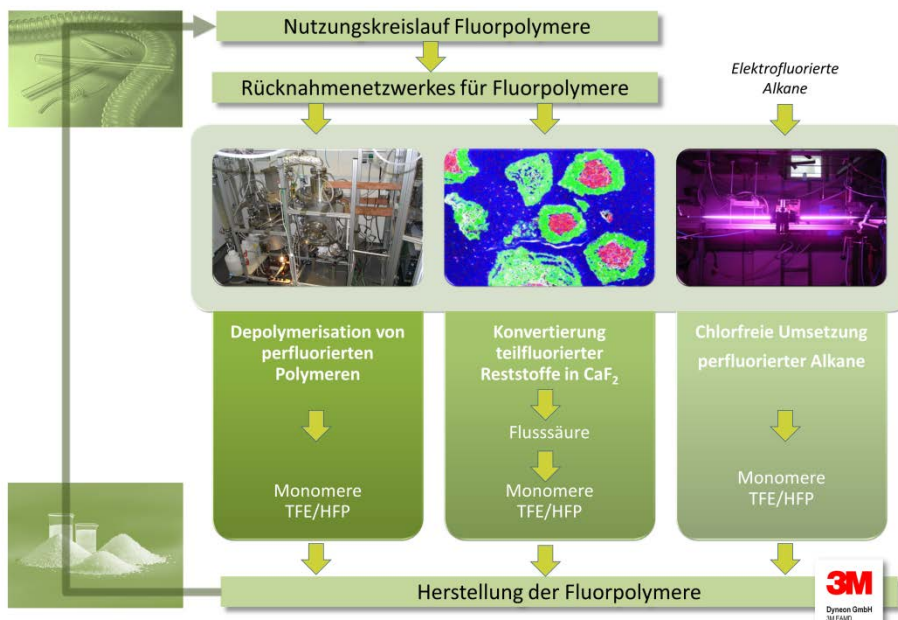 Nutzungskreislauf Fluorpolymere
Rücknahmenetzwerkes für Fluorpolymere
Elektrofluorierte
Alkane
Depolymerisation von
perfluorierten
Polymeren
Monomere
TFE/HFP
Konvertierung
teilfluorierter
Reststoffe in CaF₂
Flusssäure
Monomere
TFE/HFP
Chlorfreie Umsetzung
perfluorierter Alkane
Monomere
TFE/HFP
Herstellung der Fluorpolymere
3M
Dyneon GmbH